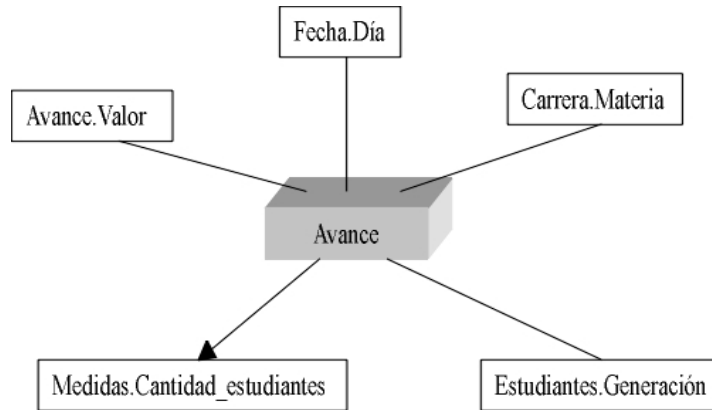 Fecha.Día
Avance.Valor
Carrera.Materia
Avance
Medidas.Cantidad_estudiantes
Estudiantes.Generación